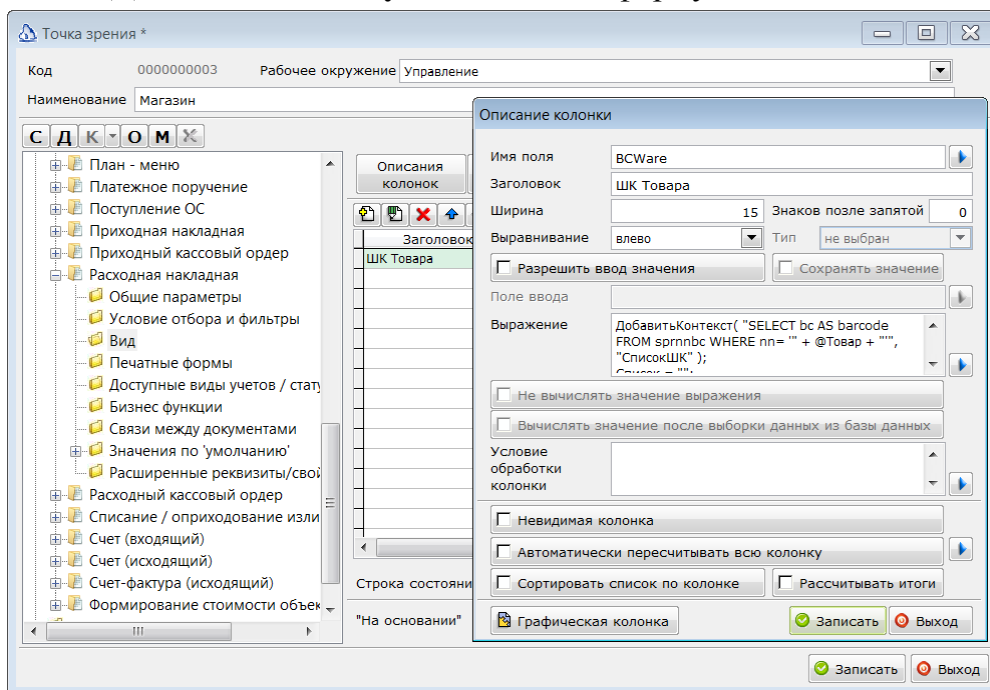 Точка зрения *
Код 0000000003 Рабочее окружение Управление
Наименование Магазин
С Д К О М
План - меню
Платежное поручение
Поступление ОС
Приходная накладная
Приходный кассовый ордер
Расходная накладная
Общие параметры
Условие отбора и фильтры
Вид
Печатные формы
Доступные виды учетов / стату
Бизнес функции
Связи между документами
Значения по 'умолчанию'
Расширенные реквизиты/свой
Расходный кассовый ордер
Списание / оприходование изли
Счет (входящий)
Счет (исходящий)
Счет-фактура (исходящий)
Формирование стоимости объек
Описания
колонок
Заголовок
ШК Товара
Строка состояни
"На основании"
Описание колонки
Имя поля BCWare
Заголовок ШК Товара
Ширина 15 Знаков после запятой 0
Выравнивание влево Тип не выбран
Разрешить ввод значения Сохранять значение
Поле ввода
Выражение ДобавитьКонтекст( "SELECT bc AS barcode
FROM sprnnbc WHERE nn= '" + @Товар + "'",
"СписокШК" );
Список = "";
Не вычислять значение выражения
Вычислять значение после выборки данных из базы данных
Условие
обработки
колонки
Невидимая колонка
Автоматически пересчитывать всю колонку
Сортировать список по колонке Рассчитывать итоги
Графическая колонка Записать Выход
Записать Выход